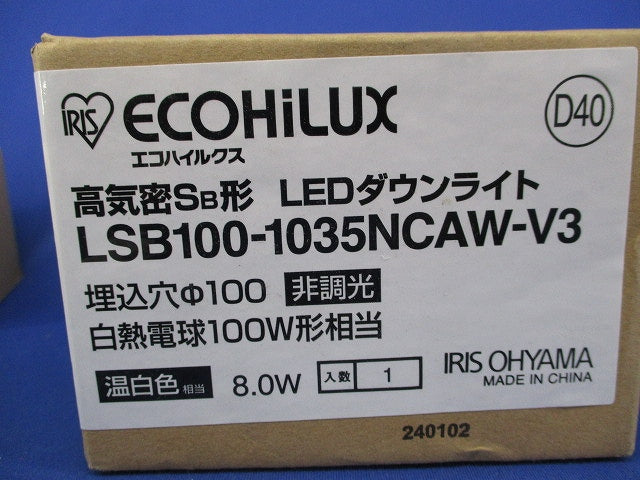 IRIS ECOHiLUX
エコハイルクス
D40
高気密SB形 LEDダウンライト
LSB100-1035NCAW-V3
埋込穴Φ100 非調光
白熱電球100W形相当
温白色相当 8.0W 入数 1
IRIS OHYAMA
MADE IN CHINA
240102